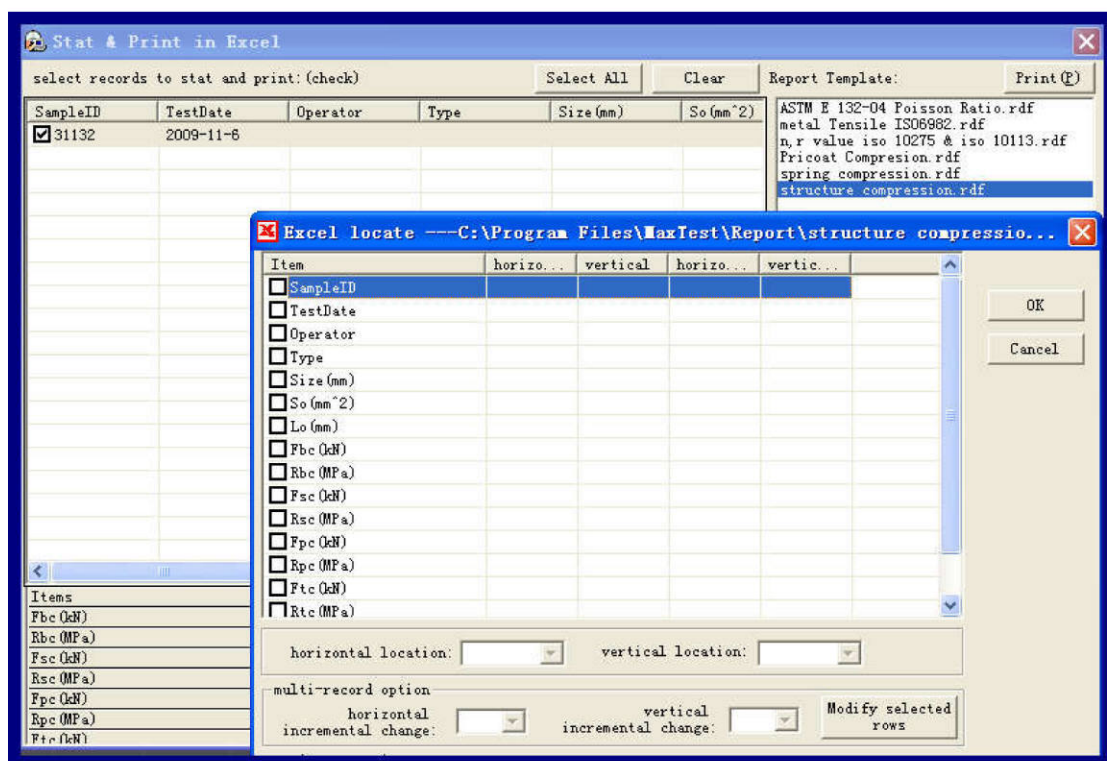 Stat & Print in Excel
select records to stat and print:(check)
Select All
Clear
Report Template:
Print(P)
SampleID TestDate Operator Type Size(mm) So(mm^2)
31132 2009-11-6
ASTM E 132-04 Poisson Ratio.rdf
metal Tensile ISO6982.rdf
n,r value iso 10275 & iso 10113.rdf
Pricoat Compresion.rdf
spring compression.rdf
structure compression.rdf
Excel locate ---C:\Program Files\MaxTest\Report\structure compressio...
Item horizo... vertical horizo... vertic...
SampleID
TestDate
Operator
Type
Size(mm)
So(mm^2)
Lo(mm)
Fbc(kN)
Rbc(MPa)
Fsc(kN)
Rsc(MPa)
Fpc(kN)
Rpc(MPa)
Ftc(kN)
Rtc(MPa)
OK
Cancel
Items
Fbc(kN)
Rbc(MPa)
Fsc(kN)
Rsc(MPa)
Fpc(kN)
Rpc(MPa)
Ftc(kN)
horizontal location:
vertical location:
multi-record option
horizontal
incremental change:
vertical
incremental change:
Modify selected
rows